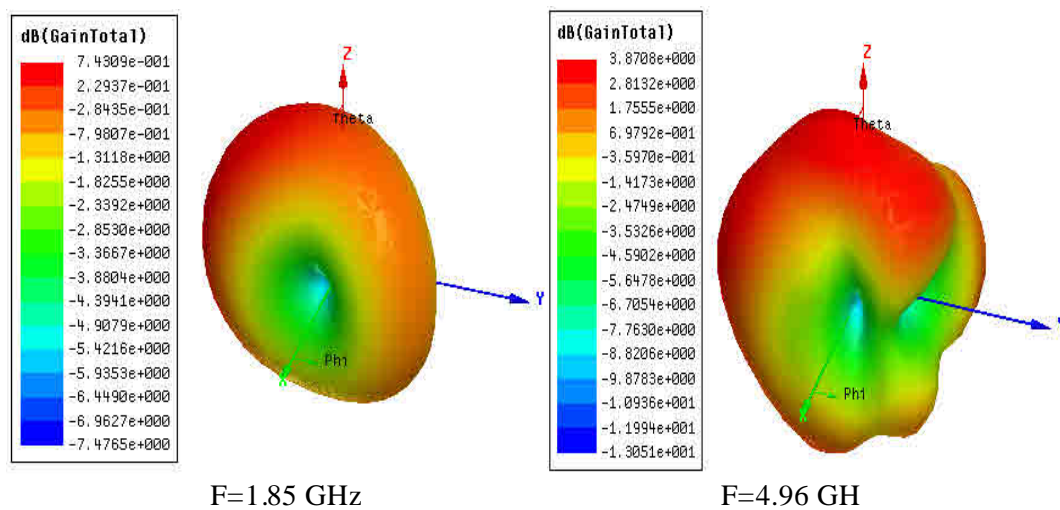 dB(GainTotal)
7.4309e-001
2.2937e-001
-2.8435e-001
-7.9807e-001
-1.3118e+000
-1.8255e+000
-2.3392e+000
-2.8530e+000
-3.3667e+000
-3.8804e+000
-4.3941e+000
-4.9079e+000
-5.4216e+000
-5.9353e+000
-6.4490e+000
-6.9627e+000
-7.4765e+000
Z
Theta
Y
Phi
X
F=1.85 GHz
dB(GainTotal)
3.8708e+000
2.8132e+000
1.7555e+000
6.9792e-001
-3.5970e-001
-1.4173e+000
-2.4749e+000
-3.5326e+000
-4.5902e+000
-5.6478e+000
-6.7054e+000
-7.7630e+000
-8.8206e+000
-9.8783e+000
-1.0936e+001
-1.1994e+001
-1.3051e+001
Z
Theta
Phi
X
F=4.96 GH